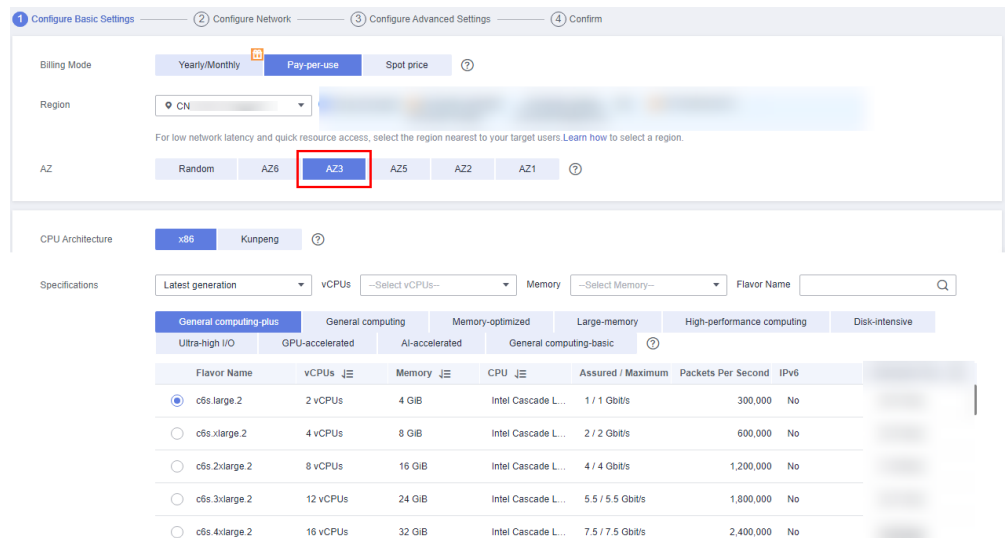 1 Configure Basic Settings 2 Configure Network 3 Configure Advanced Settings 4 Confirm
Billing Mode Yearly/Monthly Pay-per-use Spot price ?
Region CN
For low network latency and quick resource access, select the region nearest to your target users.Learn how to select a region.
AZ Random AZ6 AZ3 AZ5 AZ2 AZ1 ?
CPU Architecture x86 Kunpeng ?
Specifications Latest generation vCPUs --Select vCPUs-- Memory --Select Memory-- Flavor Name
General computing-plus General computing Memory-optimized Large-memory High-performance computing Disk-intensive
Ultra-high I/O GPU-accelerated AI-accelerated General computing-basic ?
Flavor Name vCPUs Memory CPU Assured / Maximum Packets Per Second IPv6
c6s.large.2 2 vCPUs 4 GiB Intel Cascade L... 1 / 1 Gbit/s 300,000 No
c6s.xlarge.2 4 vCPUs 8 GiB Intel Cascade L... 2 / 2 Gbit/s 600,000 No
c6s.2xlarge.2 8 vCPUs 16 GiB Intel Cascade L... 4 / 4 Gbit/s 1,200,000 No
c6s.3xlarge.2 12 vCPUs 24 GiB Intel Cascade L... 5.5 / 5.5 Gbit/s 1,800,000 No
c6s.4xlarge.2 16 vCPUs 32 GiB Intel Cascade L... 7.5 / 7.5 Gbit/s 2,400,000 No